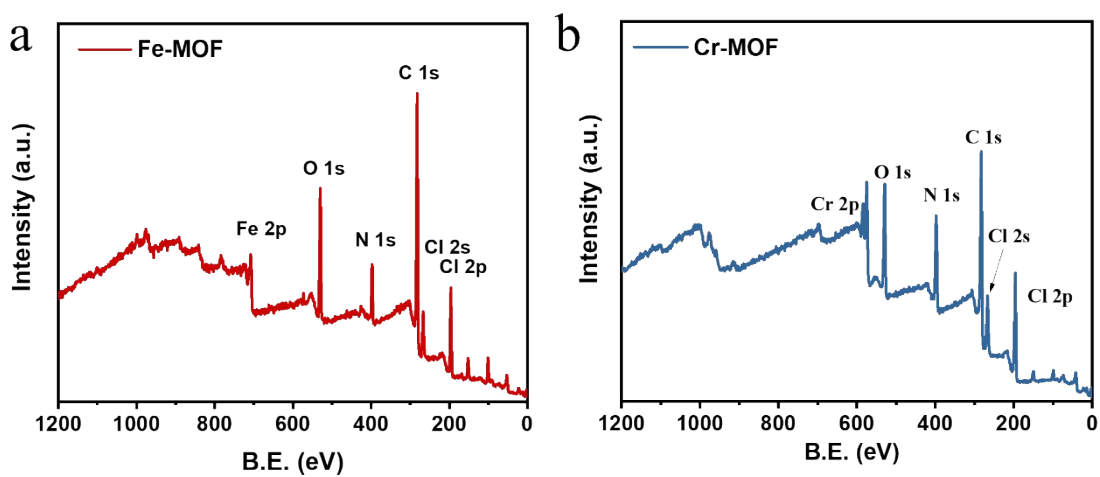 a
Fe-MOF
C 1s
O 1s
Fe 2p
N 1s
Cl 2s
Cl 2p
Intensity (a.u.)
1200 1000 800 600 400 200 0
B.E. (eV)
b
Cr-MOF
C 1s
O 1s
Cr 2p
N 1s
Cl 2s
Cl 2p
Intensity (a.u.)
1200 1000 800 600 400 200 0
B.E. (eV)